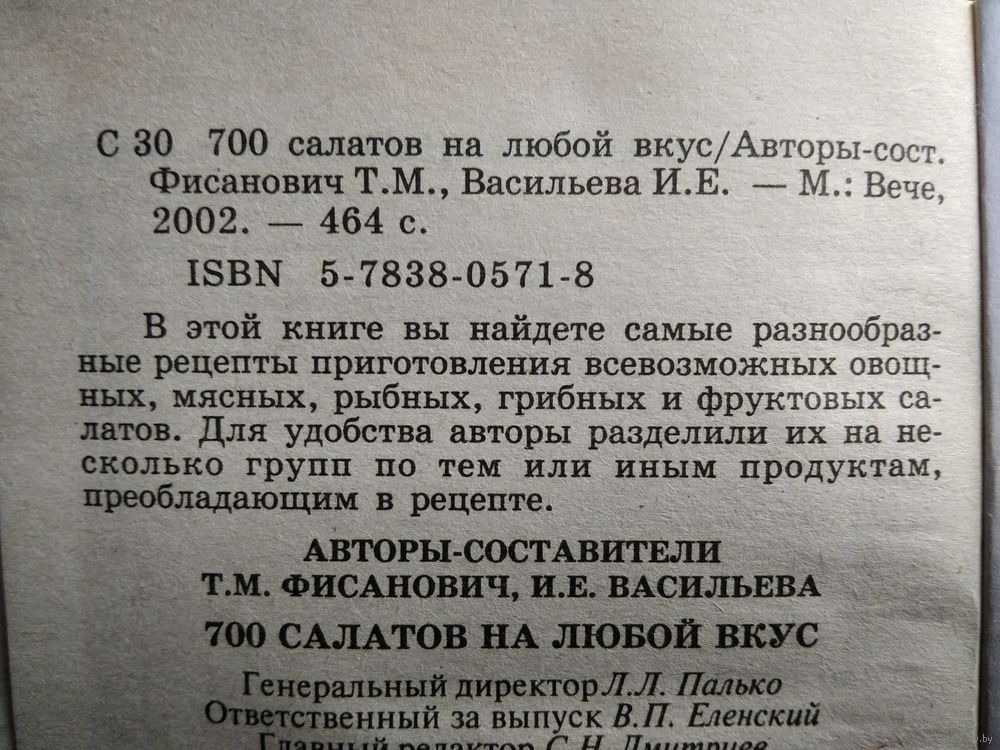 С 30 700 салатов на любой вкус/Авторы-сост.
Фисанович Т.М., Васильева И.Е. — М.: Вече,
2002. — 464 с.
ISBN 5-7838-0571-8
В этой книге вы найдете самые разнообраз-
ные рецепты приготовления всевозможных овощ-
ных, мясных, рыбных, грибных и фруктовых са-
латов. Для удобства авторы разделили их на не-
сколько групп по тем или иным продуктам,
преобладающим в рецепте.
АВТОРЫ-СОСТАВИТЕЛИ
Т.М. ФИСАНОВИЧ, И.Е. ВАСИЛЬЕВА
700 САЛАТОВ НА ЛЮБОЙ ВКУС
Генеральный директор Л.Л. Палько
Ответственный за выпуск В.П. Еленский
Главный редактор С.Н. Дмитриев